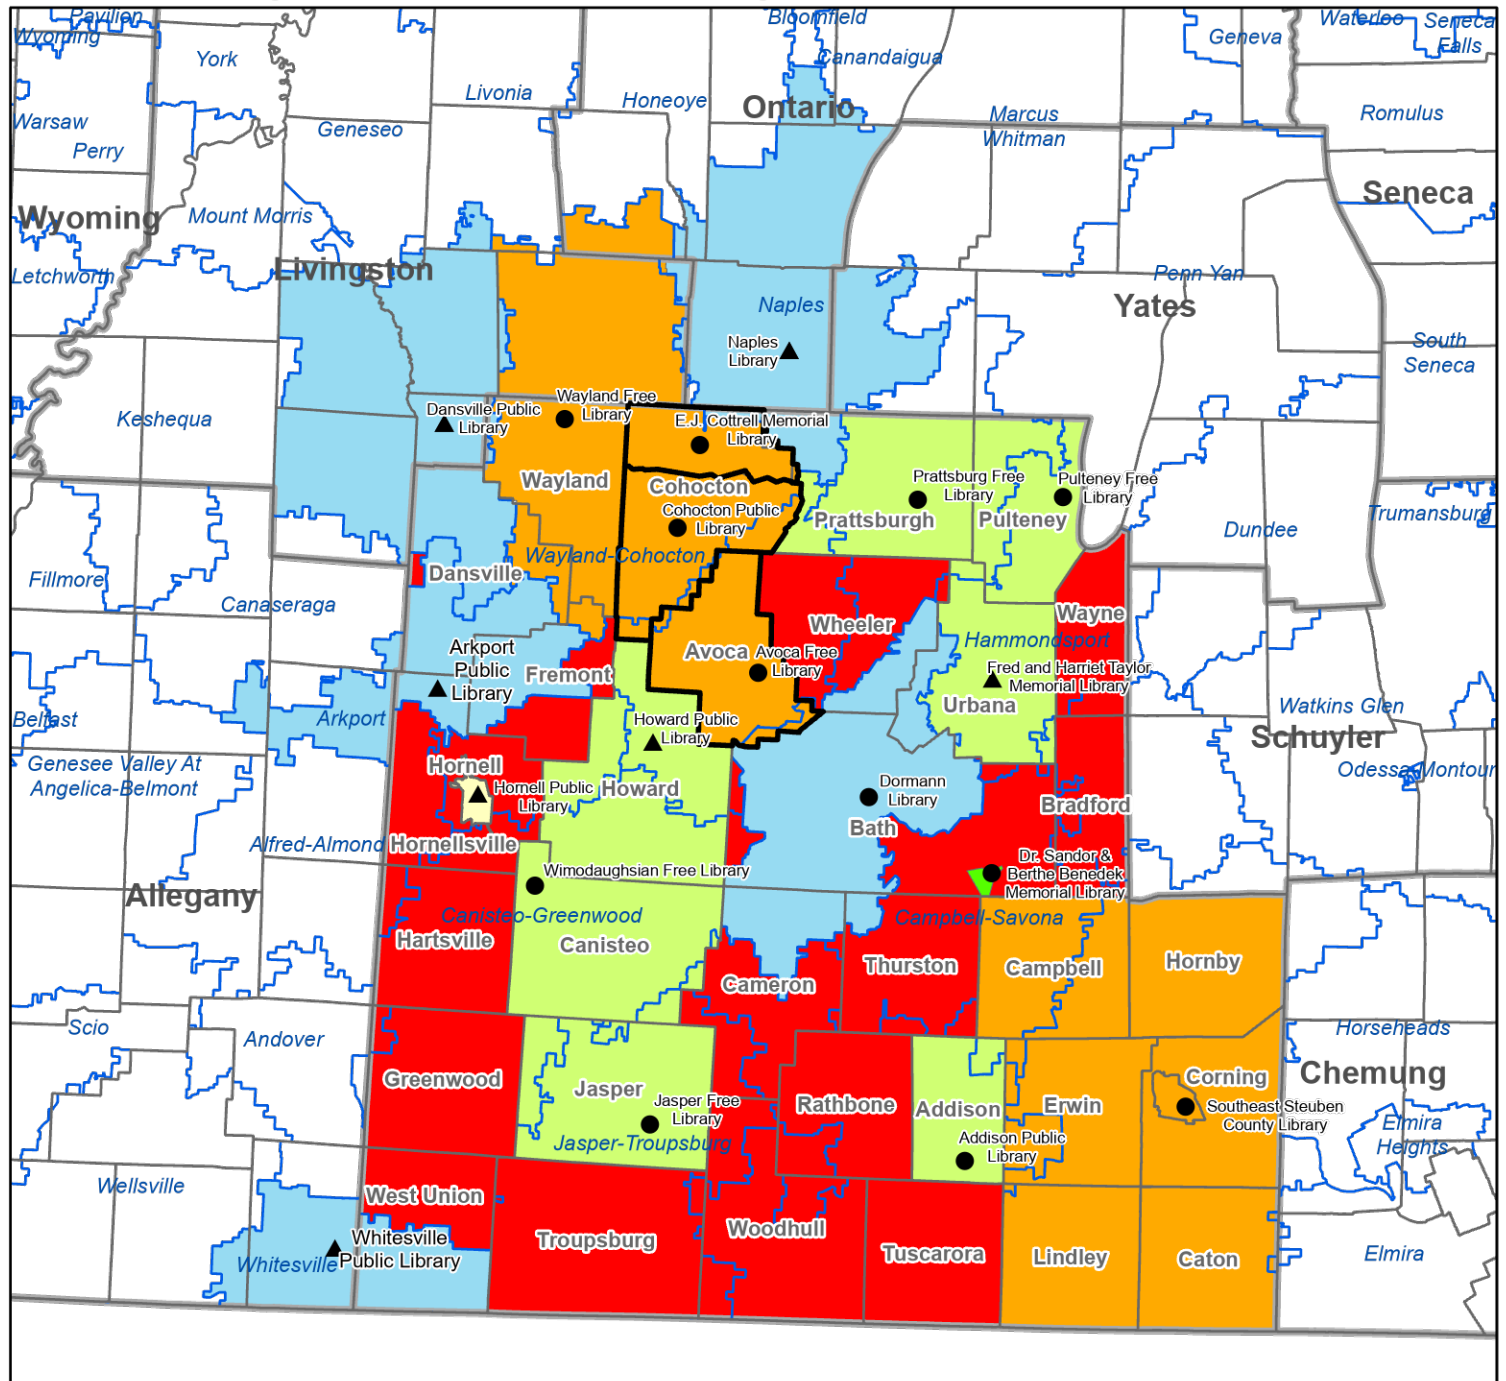 Pavilion
Bloomfield
Waterloo
Seneca
Falls
Wyoming
Geneva
York
Canandaigua
Livonia
Honeoye
Ontario
Marcus
Whitman
Romulus
Warsaw
Geneseo
Perry
Seneca
Wyoming
Mount Morris
Letchworth
Livingston
Penn Yan
Yates
Naples
Naples
Library
South
Seneca
Keshequa
Dansville Public
Library
Wayland Free
Library
E.J. Cottrell Memorial
Library
Wayland
Cohocton
Cohocton Public
Library
Prattsburg Free
Library
Pulteney Free
Library
Prattsburgh
Pulteney
Trumansburg
Dundee
Wayland-Cohocton
Fillmore
Dansville
Canaseraga
Wheeler
Wayne
Hammondsport
Arkport
Public
Library
Fremont
Avoca
Avoca Free
Library
Fred and Harriet Taylor
Memorial Library
Urbana
Watkins Glen
Belfast
Arkport
Howard Public
Library
Schuyler
Genesee Valley At
Angelica-Belmont
Hornell
Odessa-Montour
Hornell Public
Library
Howard
Dormann
Library
Bradford
Bath
Alfred-Almond
Hornellsville
Dr. Sandor &
Berthe Benedek
Memorial Library
Wimodaughsian Free Library
Allegany
Canisteo-Greenwood
Campbell-Savona
Hartsville
Canisteo
Cameron
Thurston
Campbell
Hornby
Scio
Andover
Horseheads
Greenwood
Jasper
Jasper Free
Library
Rathbone
Addison
Erwin
Corning
Chemung
Southeast Steuben
County Library
Elmira
Heights
Jasper-Troupsburg
Addison Public
Library
Wellsville
West Union
Troupsburg
Woodhull
Tuscarora
Lindley
Caton
Elmira
Whitesville
Public Library
Whitesville